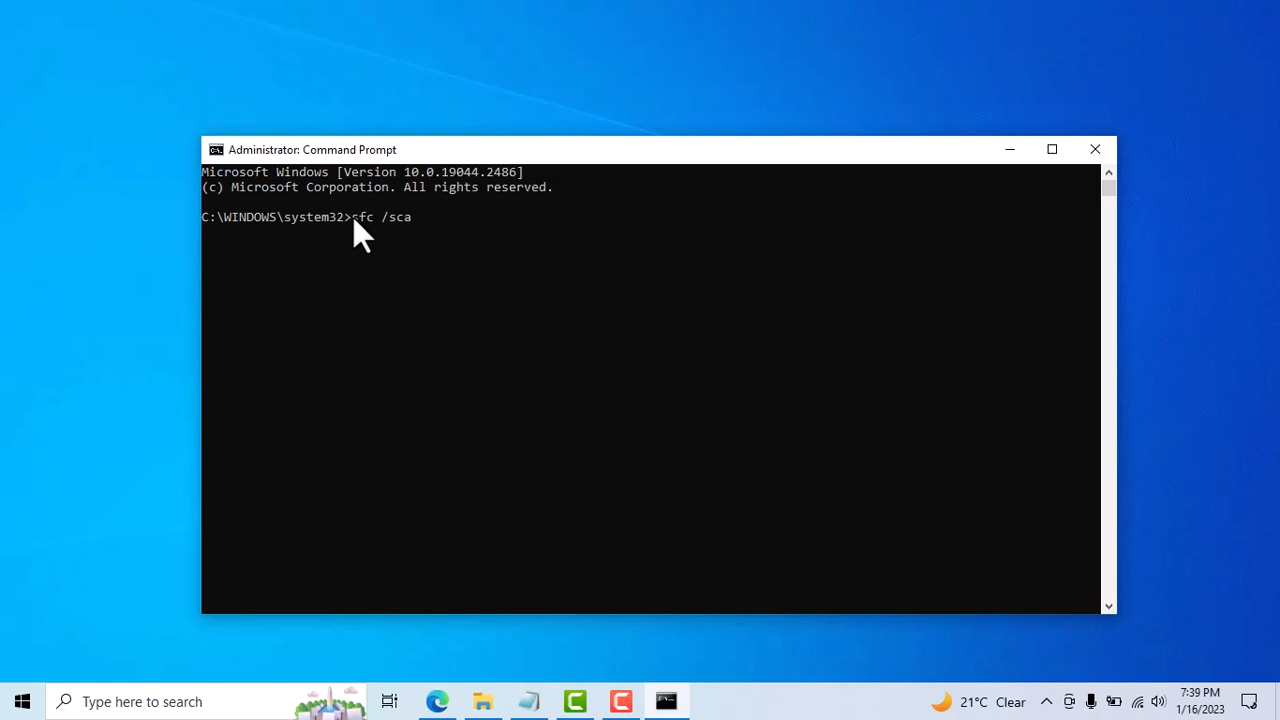 Administrator: Command Prompt
Microsoft Windows [Version 10.0.19044.2486]
(c) Microsoft Corporation. All rights reserved.
C:\WINDOWS\system32>sfc /sca
Type here to search
21°C Clear
7:39 PM
1/16/2023